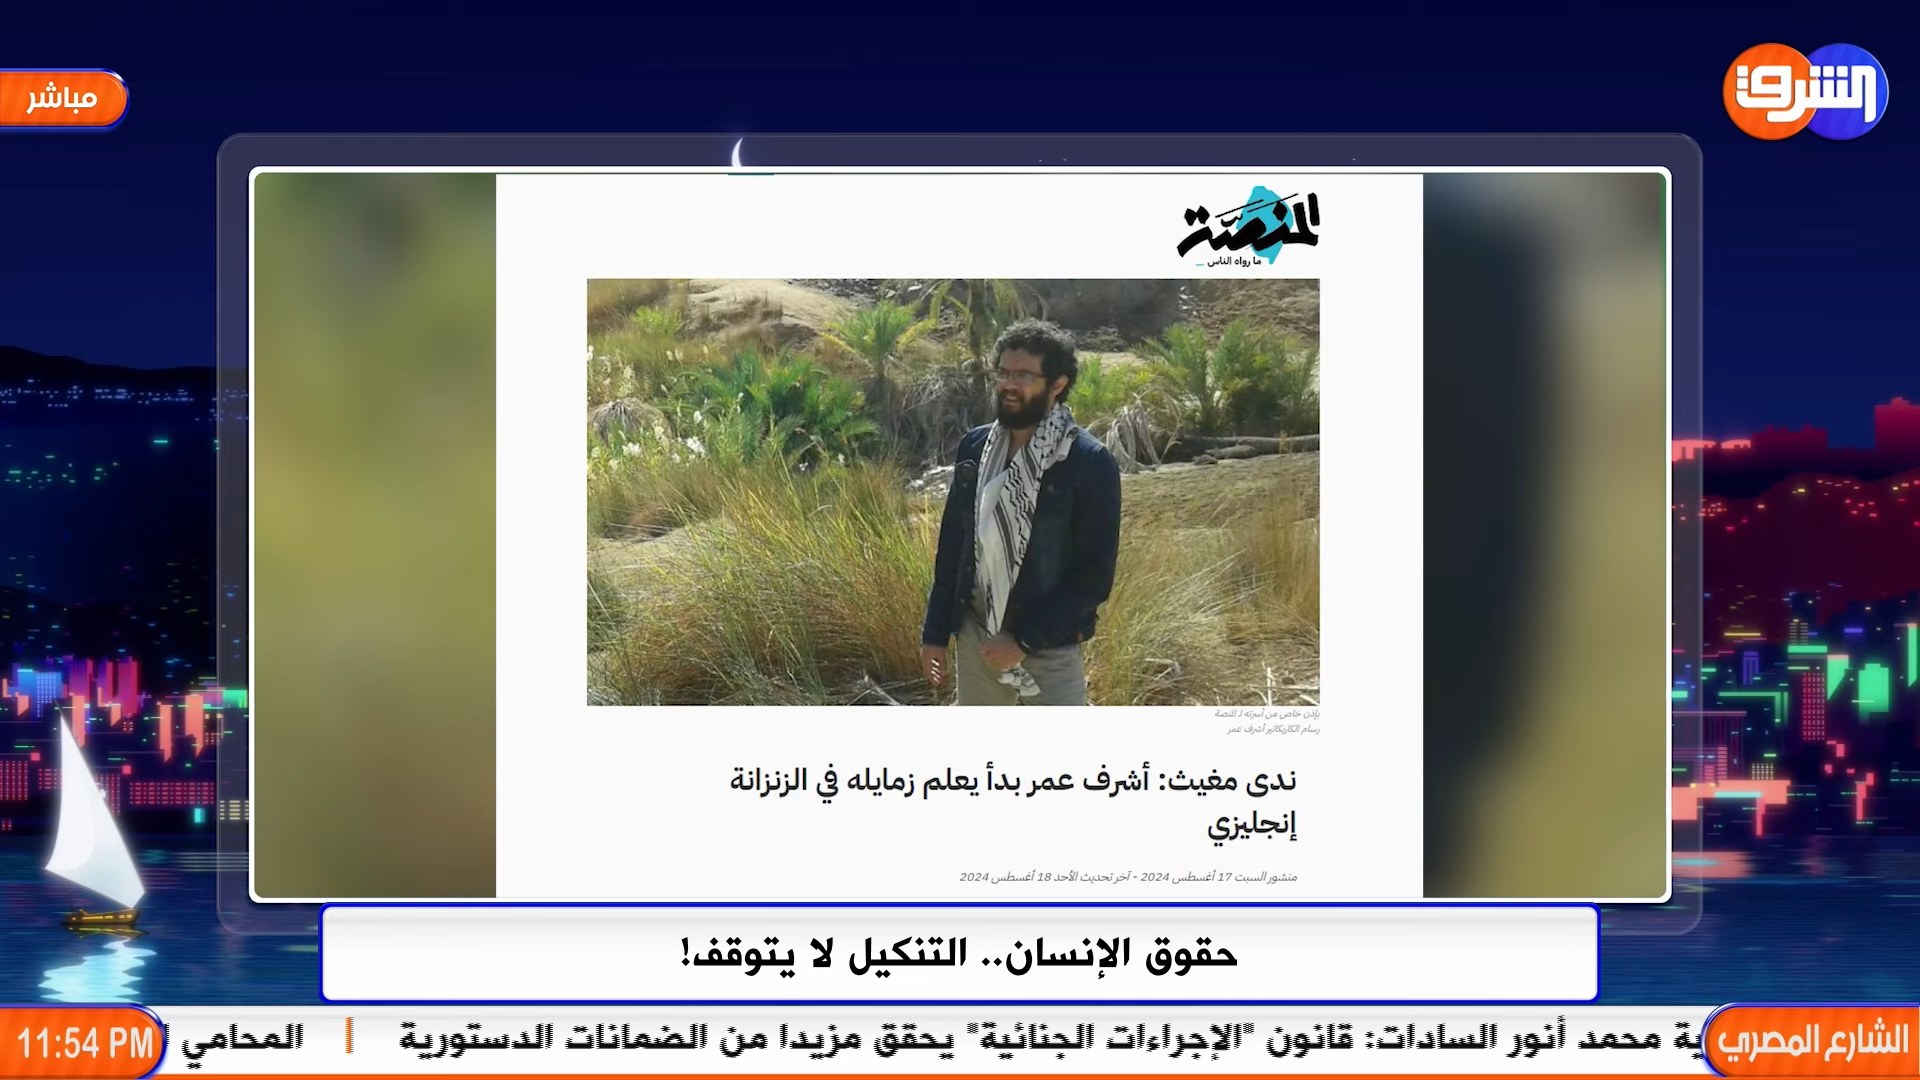 مباشر
الشرق
المنصة
ما رواه الناس
بإذن خاص من أسرته لـ المنصة
رسام الكاريكاتير أشرف عمر
ندى مغيث: أشرف عمر بدأ يعلم زمايله في الزنزانة
إنجليزي
منشور السبت 17 أغسطس 2024 - آخر تحديث الأحد 18 أغسطس 2024
حقوق الإنسان.. التنكيل لا يتوقف!
الشارع المصري
محمد أنور السادات: قانون "الإجراءات الجنائية" يحقق مزيدا من الضمانات الدستورية | المحامي
11:54 PM